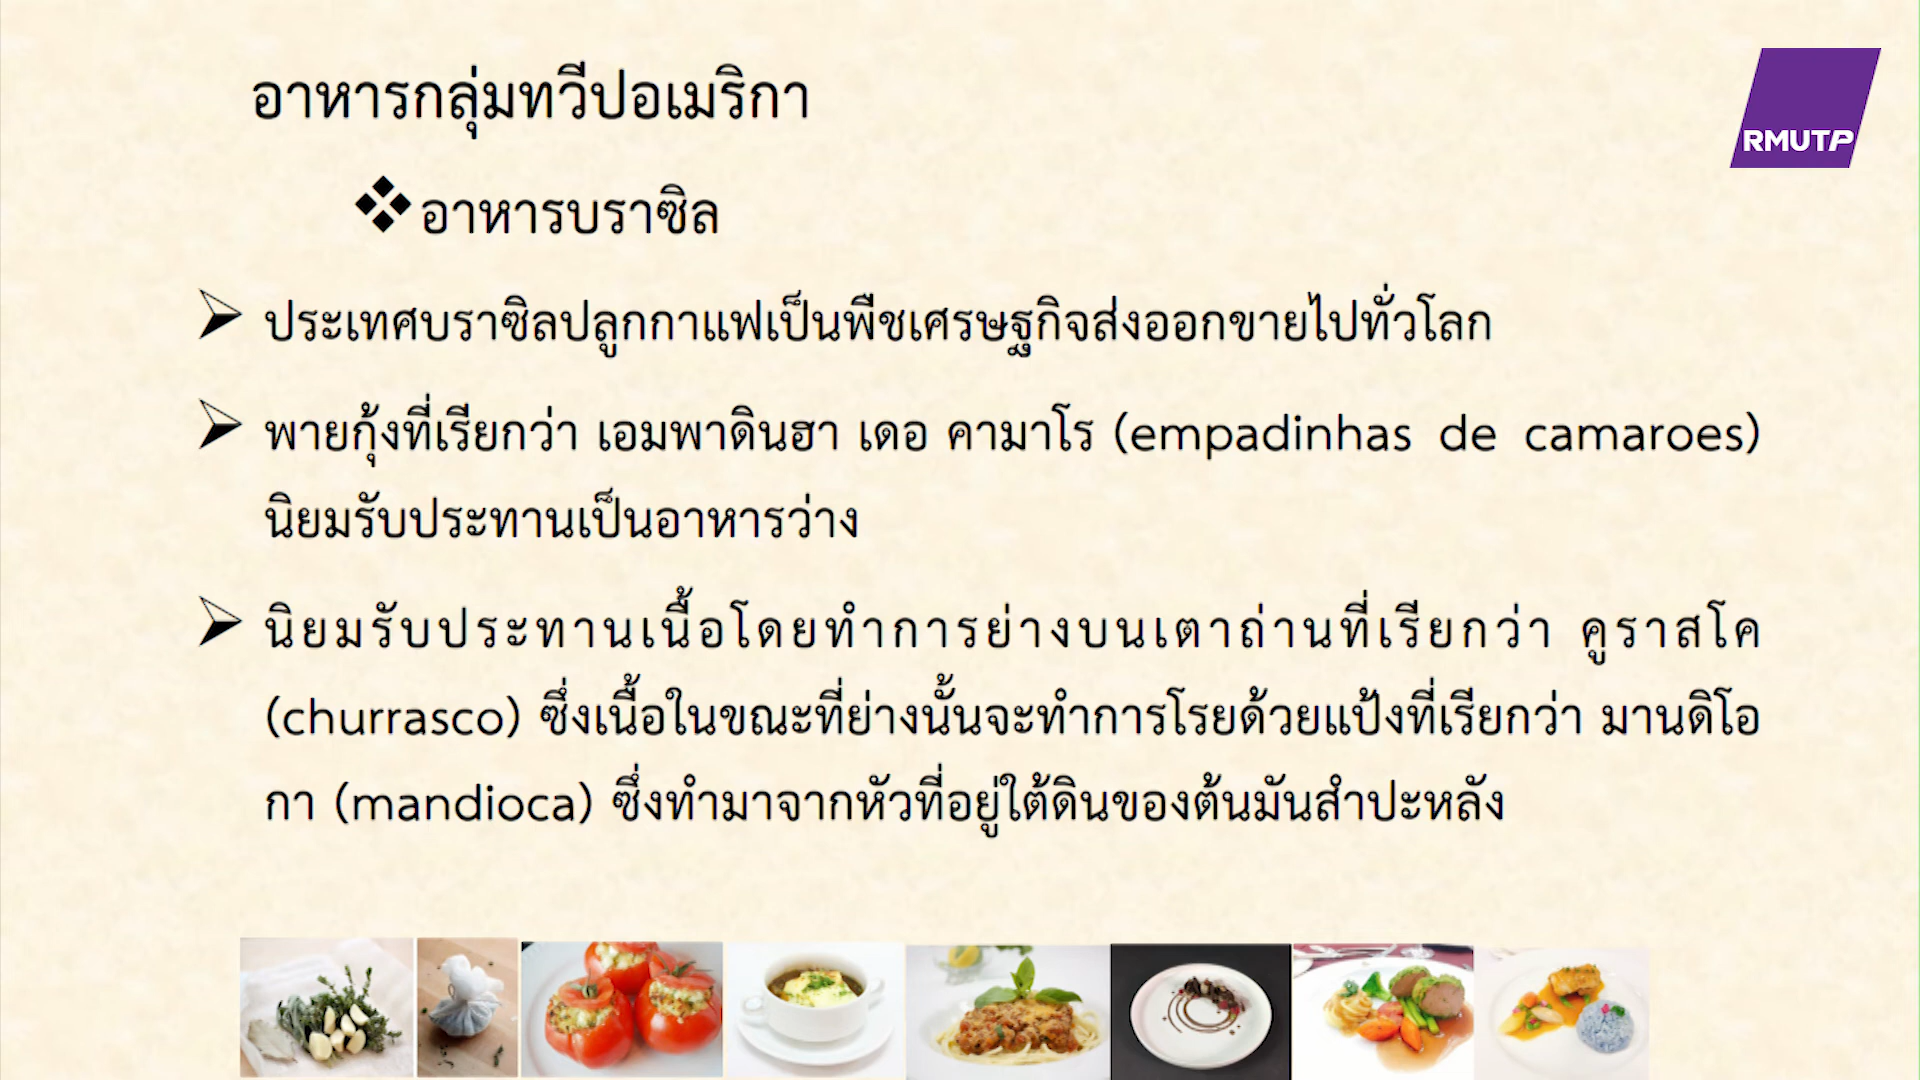 อาหารกลุ่มทวีปอเมริกา
RMUTP
❖อาหารบราซิล
➢ ประเทศบราซิลปลูกกาแฟเป็นพืชเศรษฐกิจส่งออกขายไปทั่วโลก
➢ พายกุ้งที่เรียกว่า เอมพาดินฮา เดอ คามาโร (empadinhas de camaroes)
นิยมรับประทานเป็นอาหารว่าง
➢ นิยมรับประทานเนื้อโดยทำการย่างบนเตาถ่านที่เรียกว่า คูราสโค
(churrasco) ซึ่งเนื้อในขณะที่ย่างนั้นจะทำการโรยด้วยแป้งที่เรียกว่า มานดิโอ
กา (mandioca) ซึ่งทำมาจากหัวที่อยู่ใต้ดินของต้นมันสำปะหลัง